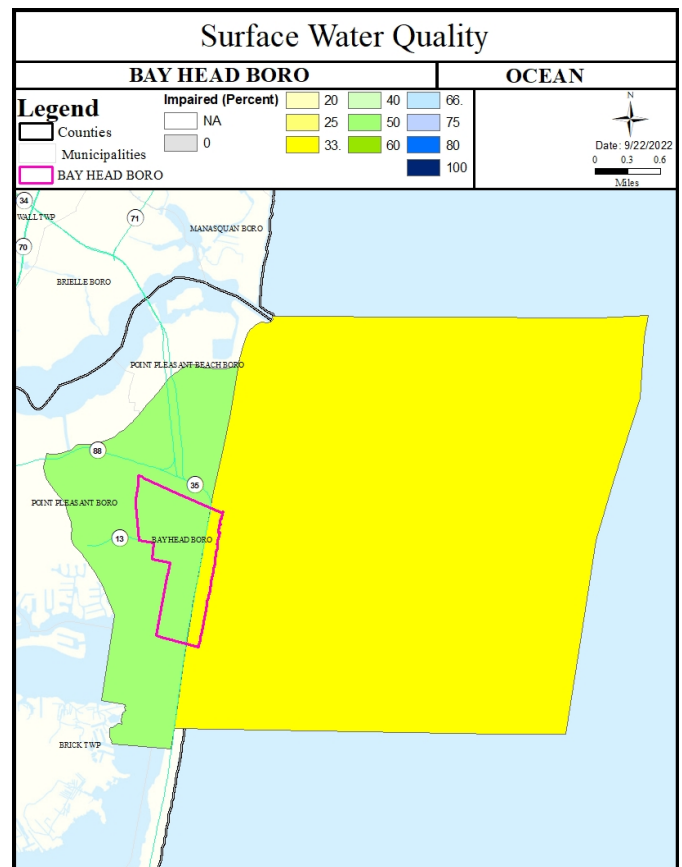 Surface Water Quality
BAY HEAD BORO
OCEAN
Legend
Counties
Municipalities
BAY HEAD BORO
Impaired (Percent)
NA
0
20
25
33.
40
50
60
66.
75
80
100
N
Date: 9/22/2022
0 0.3 0.6
Miles
34
WALL TWP
71
MANASQUAN BORO
70
BRIELLE BORO
POINT PLEASANT BEACH BORO
88
35
POINT PLEASANT BORO
13
BAY HEAD BORO
BRICK TWP